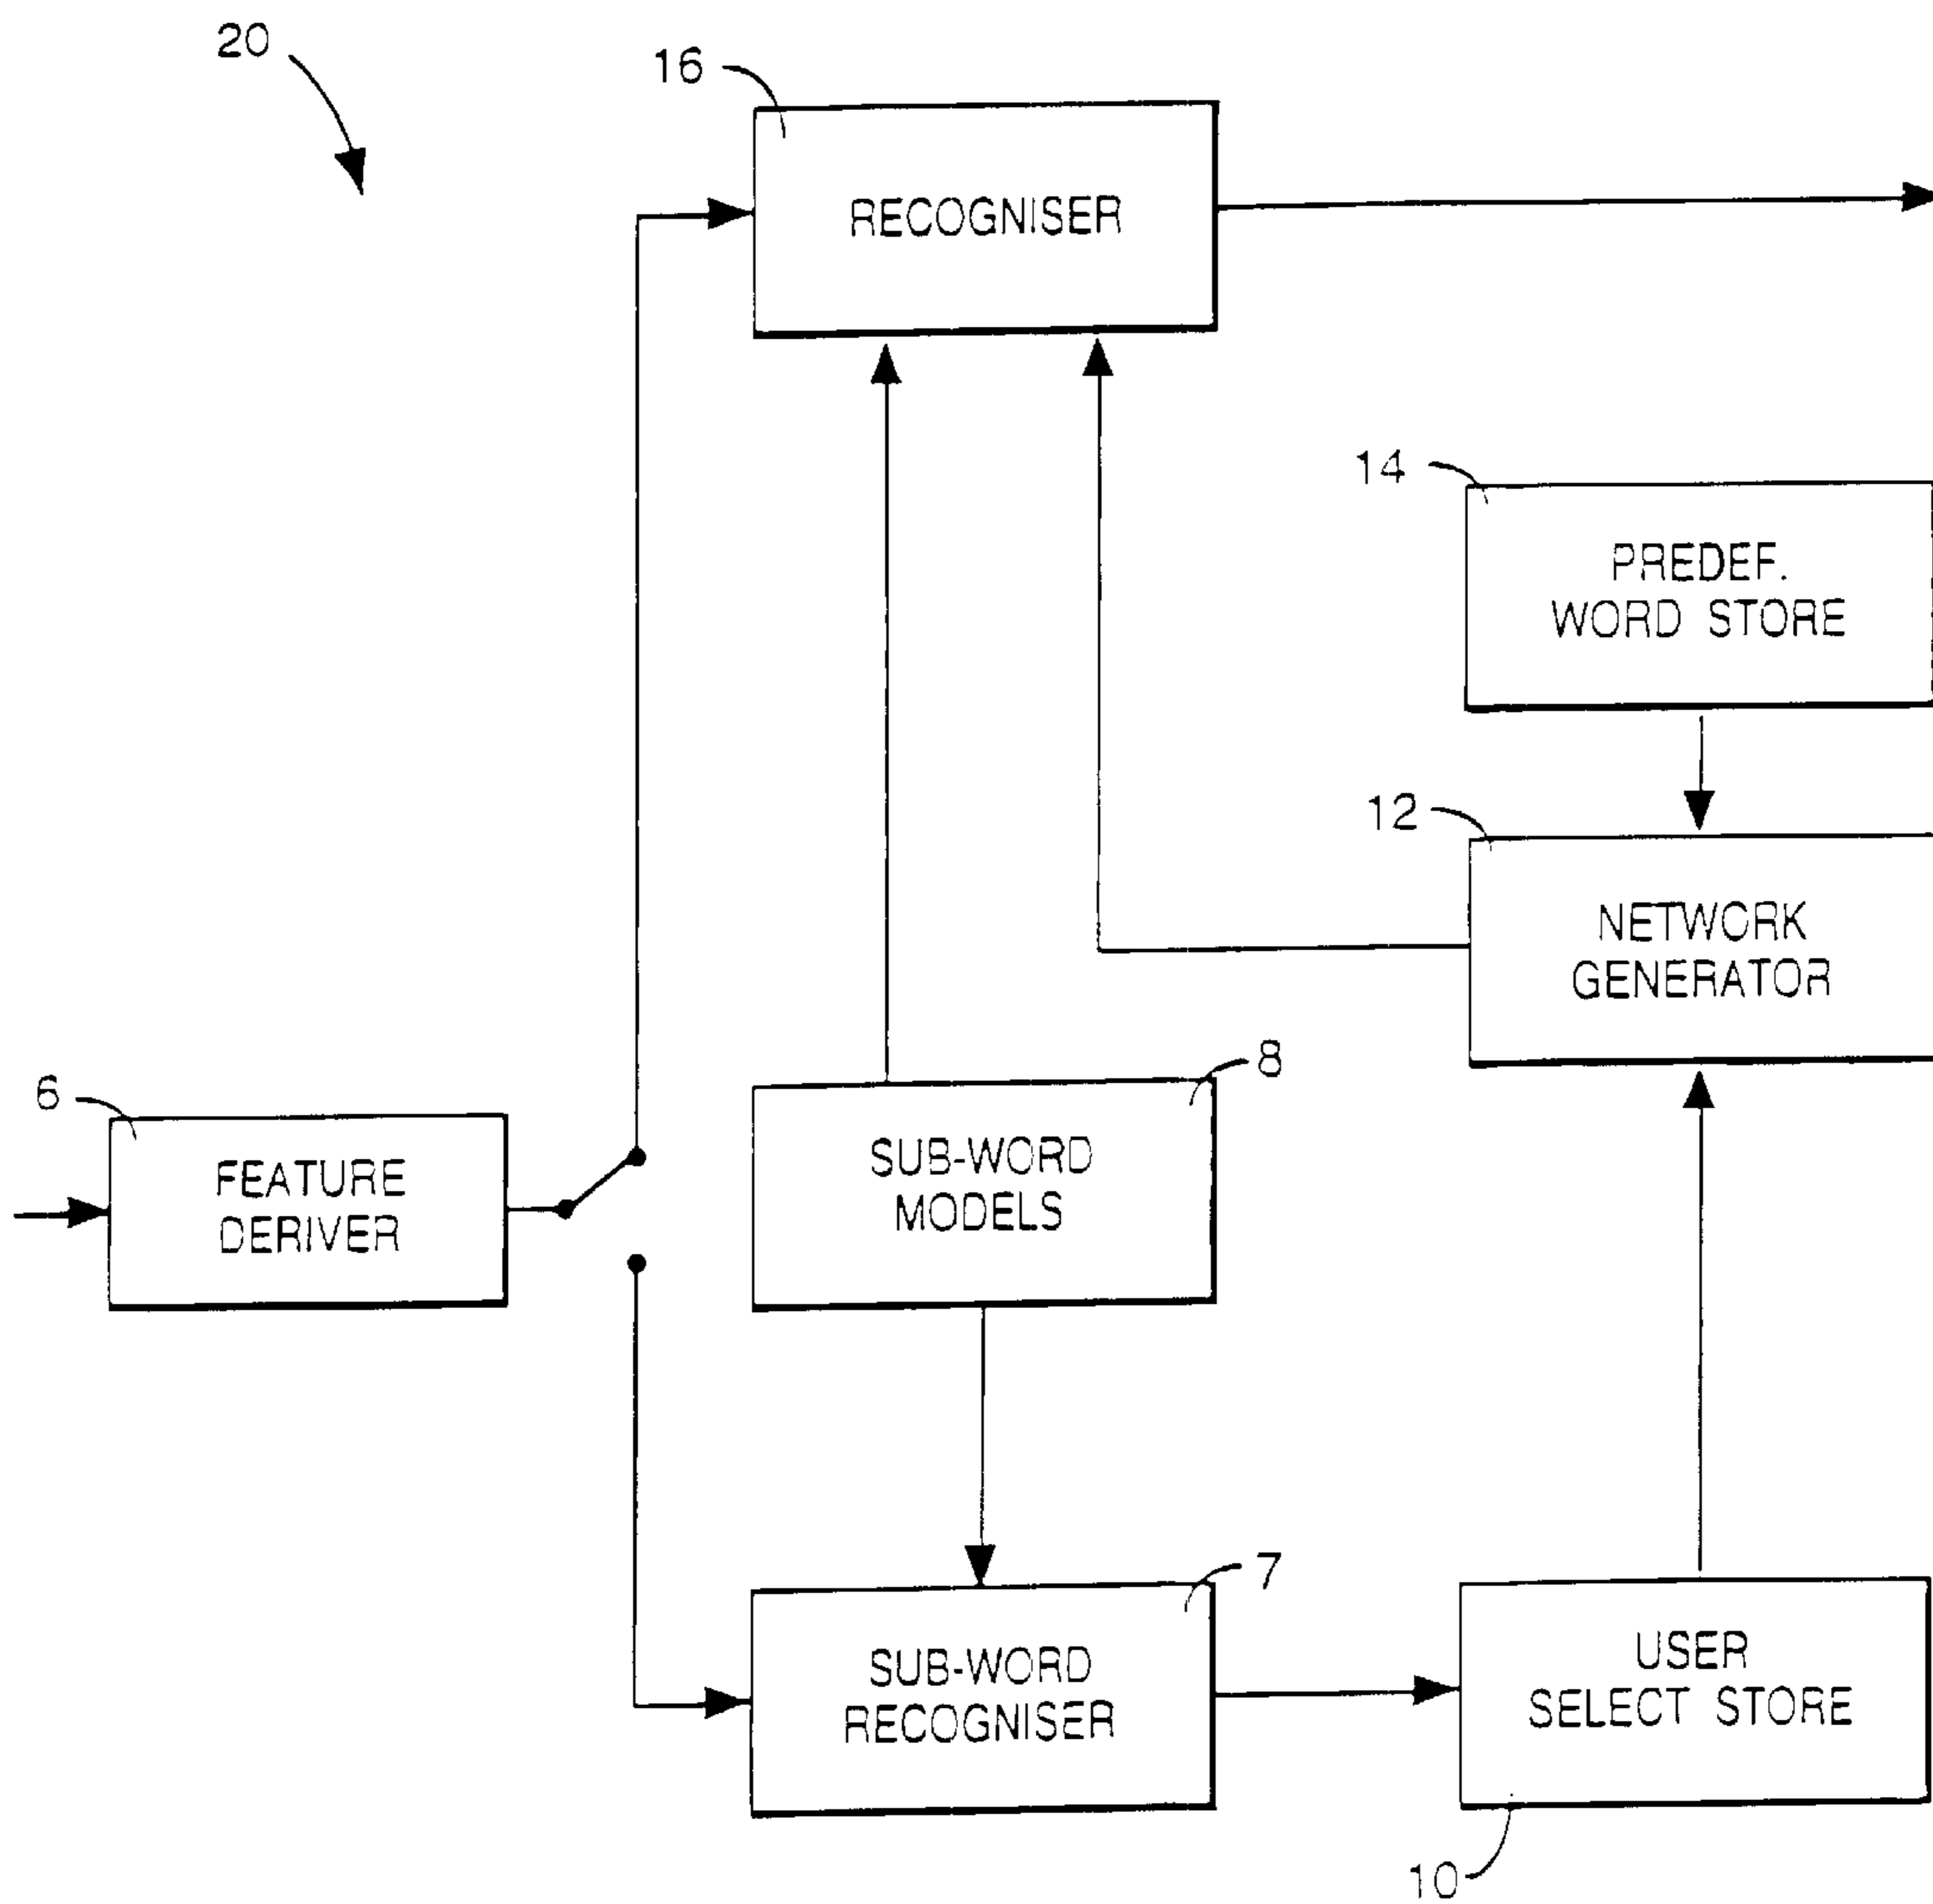 20
16
RECOGNISER
14
PREDEF.
WORD STORE
12
NETWORK
GENERATOR
8
6
SUB-WORD
MODELS
FEATURE
DERIVER
7
SUB-WORD
RECOGNISER
USER
SELECT STORE
10